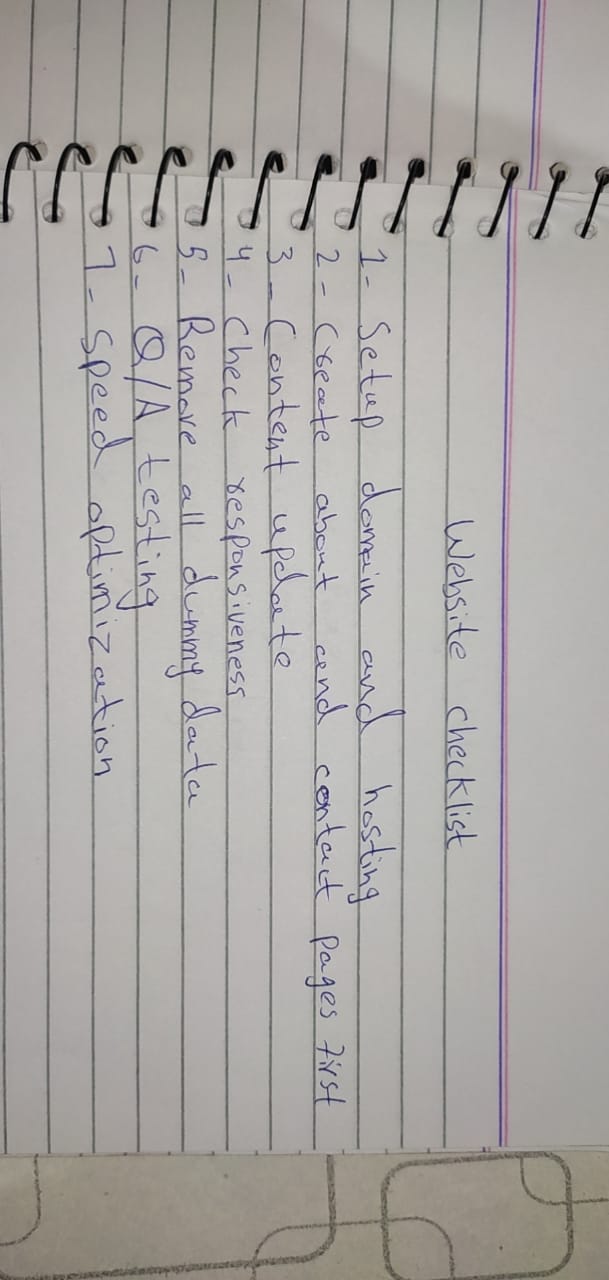 Website checklist
1- Setup domain and hosting
2- Create about and contact pages first
3- Content update
4- Check responsiveness
5- Remove all dummy data
6- Q/A testing
7- Speed optimization